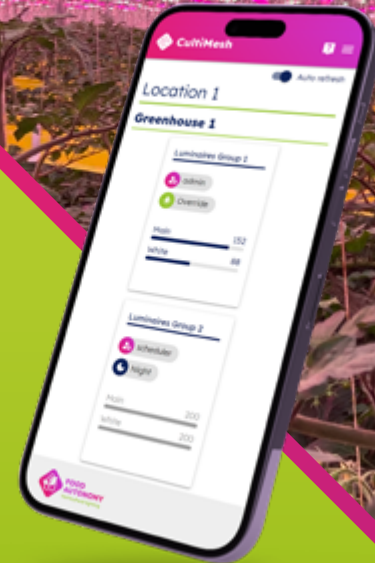 CultiMesh
Auto refresh
Location 1
Greenhouse 1
Luminaires Group 1
admin
Override
Main 152
White 88
Luminaires Group 2
scheduler
Night
Main 200
White 200
FOOD
AUTONOMY